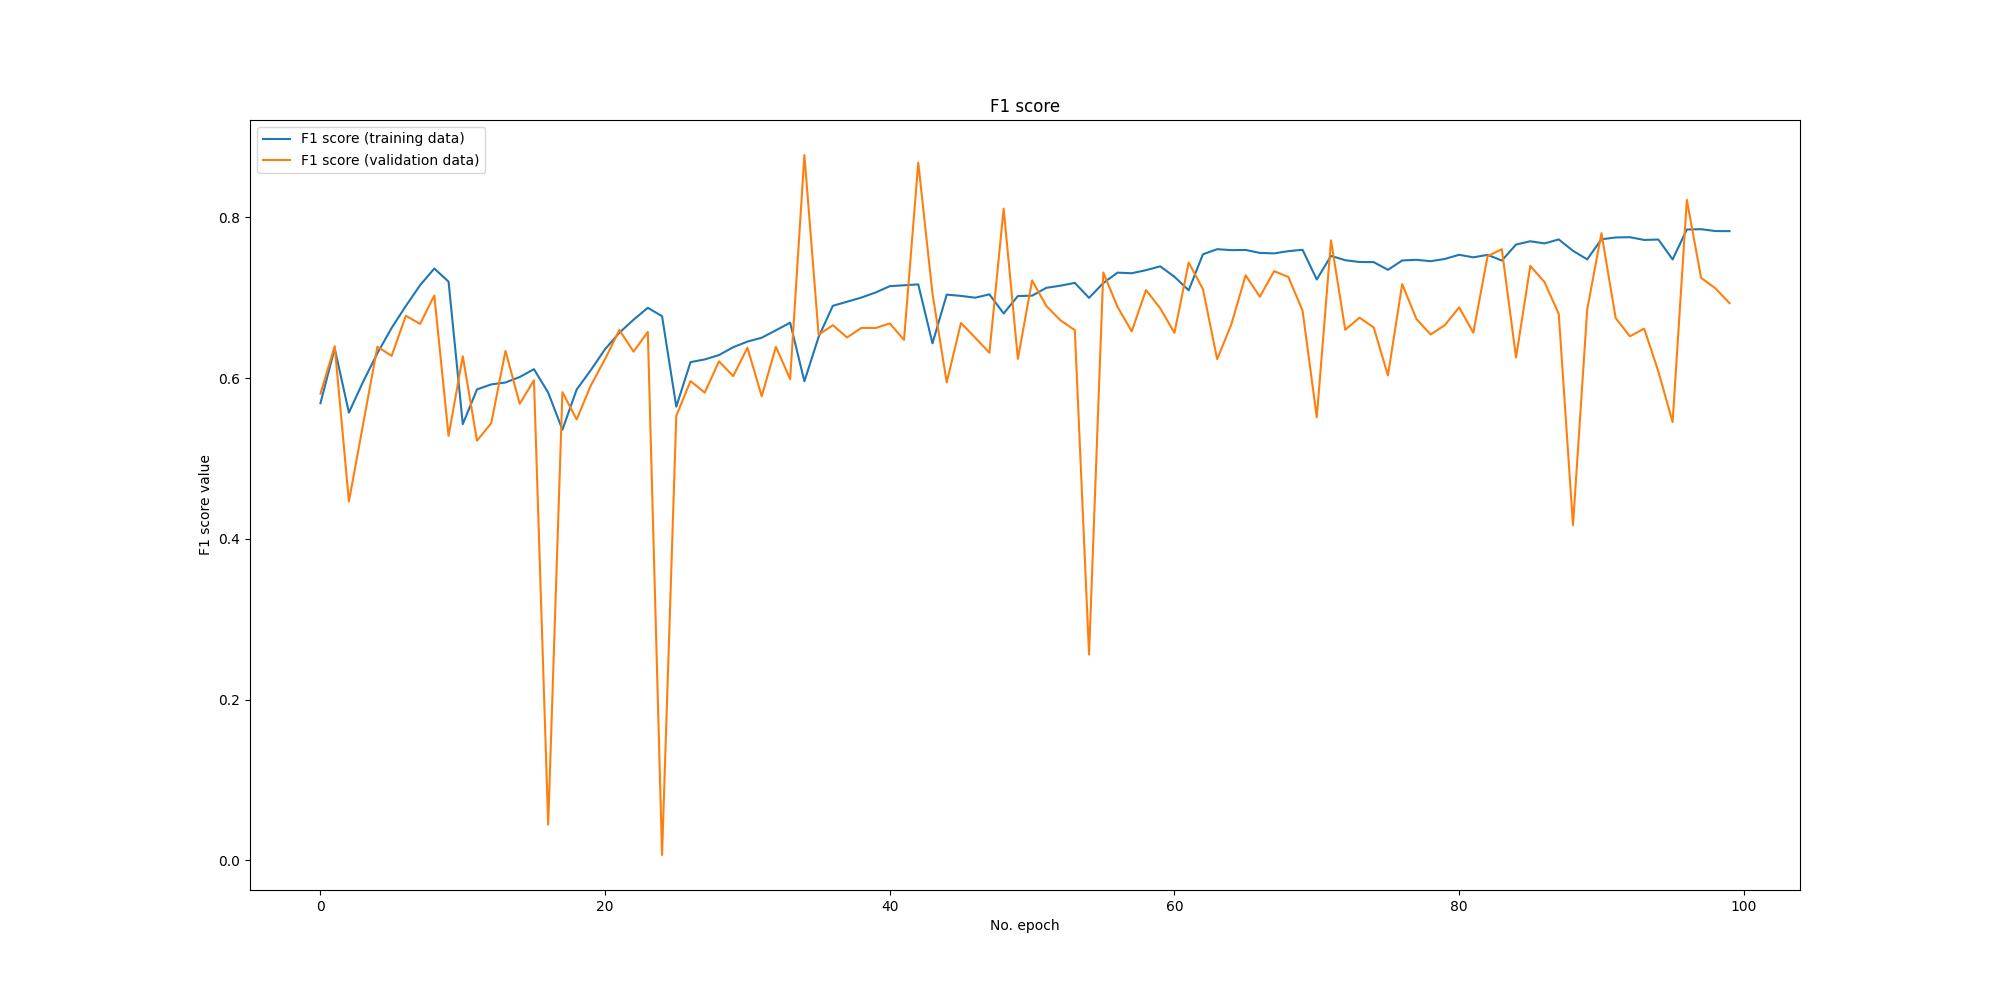 F1 score
F1 score (training data)
F1 score (validation data)
0.8
0.6
0.4
0.2
0.0
F1 score value
0 20 40 60 80 100
No. epoch